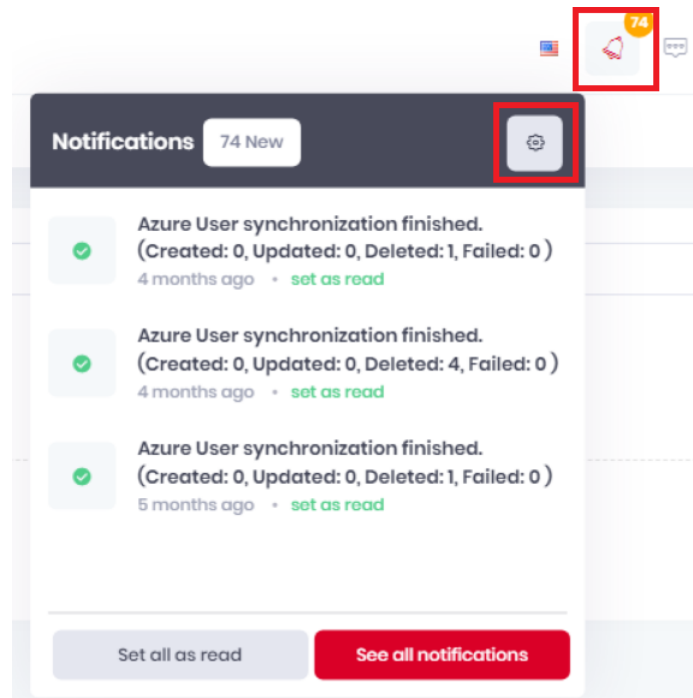 74
Notifications 74 New
Azure User synchronization finished.
(Created: 0, Updated: 0, Deleted: 1, Failed: 0 )
4 months ago • set as read
Azure User synchronization finished.
(Created: 0, Updated: 0, Deleted: 4, Failed: 0 )
4 months ago • set as read
Azure User synchronization finished.
(Created: 0, Updated: 0, Deleted: 1, Failed: 0 )
5 months ago • set as read
Set all as read See all notifications